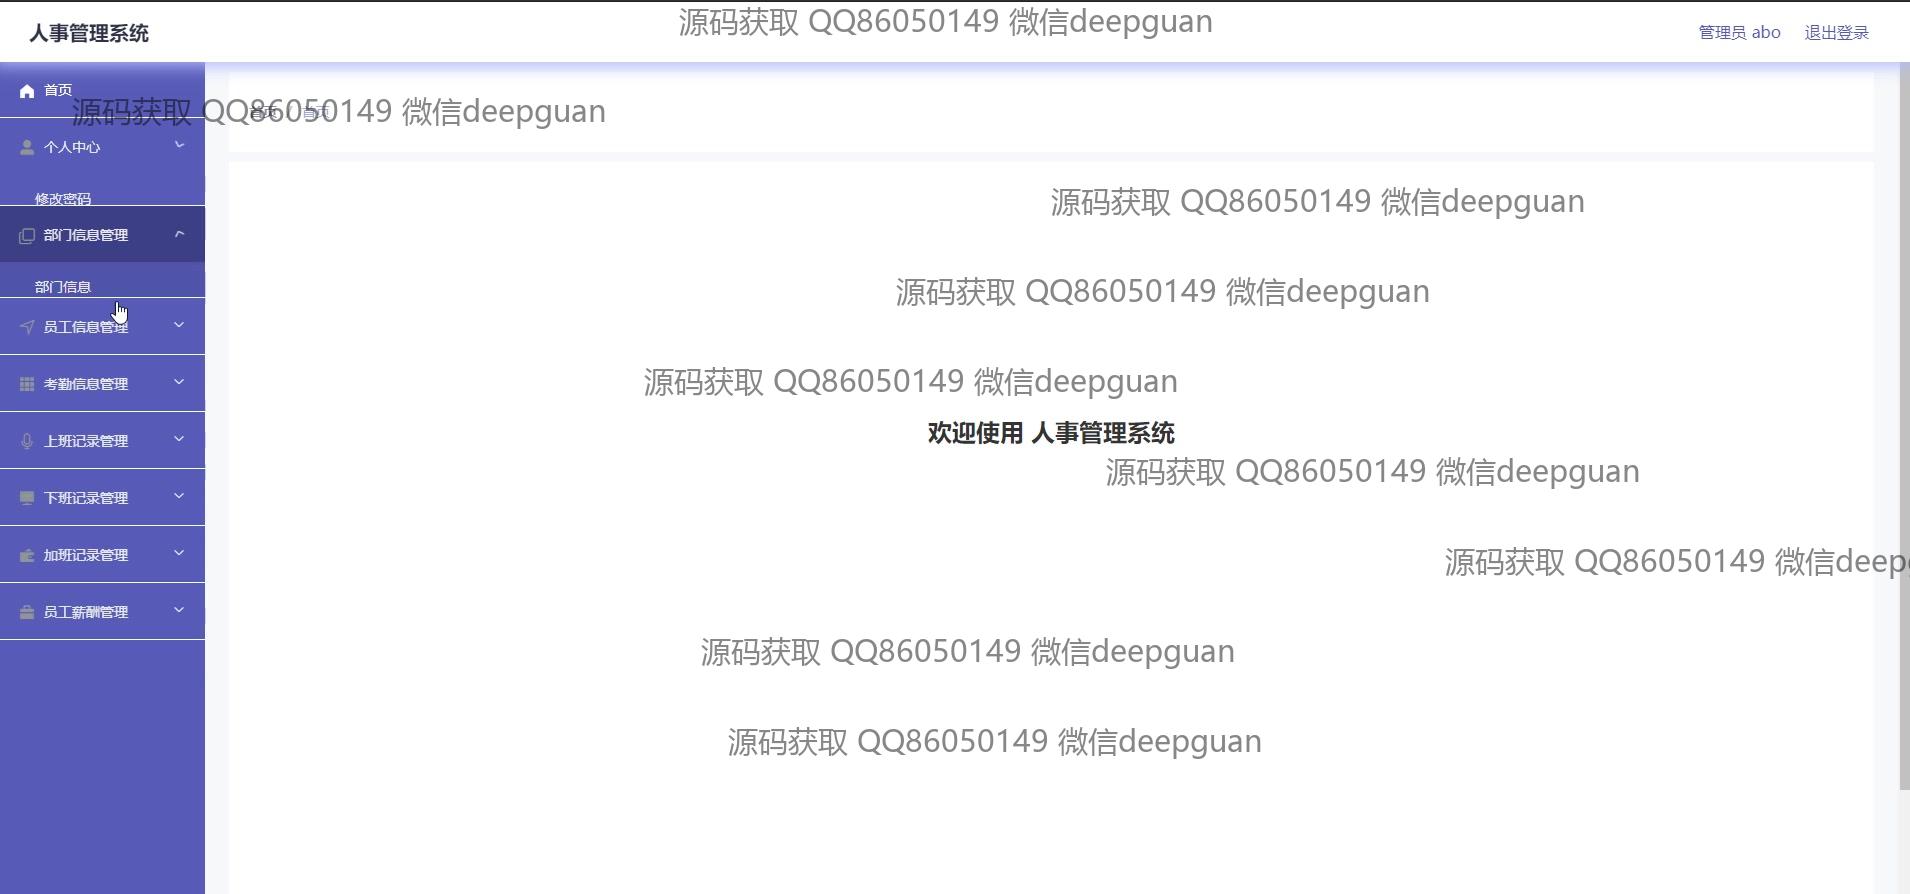 人事管理系统
源码获取 QQ86050149 微信deepguan
管理员 abo
退出登录
首页
源码获取 QQ86050149 微信deepguan
首页 / 首页
个人中心
修改密码
源码获取 QQ86050149 微信deepguan
部门信息管理
部门信息
源码获取 QQ86050149 微信deepguan
员工信息管理
考勤信息管理
源码获取 QQ86050149 微信deepguan
欢迎使用 人事管理系统
上班记录管理
源码获取 QQ86050149 微信deepguan
下班记录管理
加班记录管理
源码获取 QQ86050149 微信deep
员工薪酬管理
源码获取 QQ86050149 微信deepguan
源码获取 QQ86050149 微信deepguan